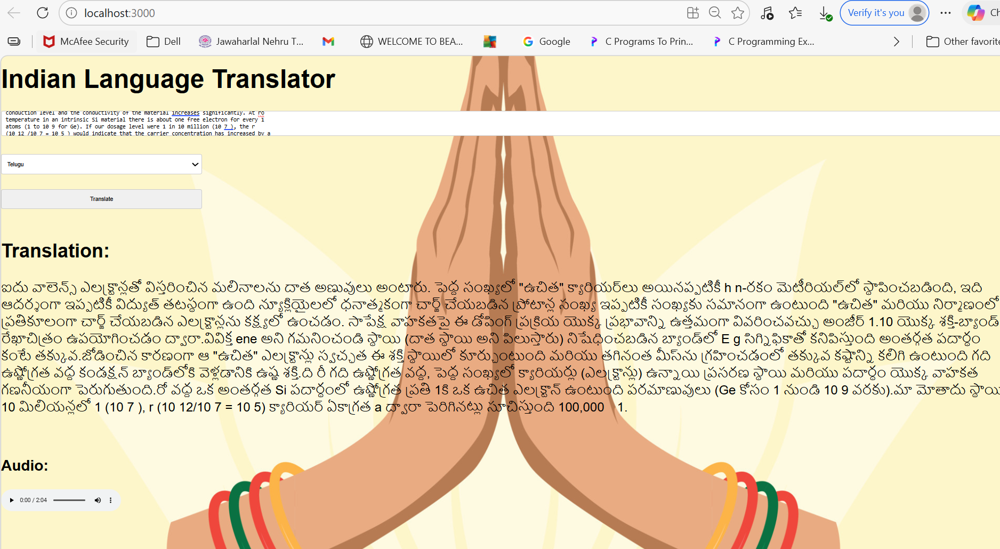 localhost:3000
Verify it's you
McAfee Security
Dell
Jawaharlal Nehru T...
WELCOME TO BEA...
Google
C Programs To Prin...
C Programming Ex...
Other favorite
Indian Language Translator
conduction level and the conductivity of the material increases significantly. At ro
temperature in an intrinsic Si material there is about one free electron for every 1
atoms (1 to 10 9 for Ge). If our dosage level were 1 in 10 million (10 7 ), the r
(10 12 /10 7 = 10 5 ) would indicate that the carrier concentration has increased by a
Telugu
Translate
Translation:
ఐదు వాలెన్స్ ఎలక్ట్రాన్లతో విస్తరించిన మలినాలను దాత అణువులు అంటారు. పెద్ద సంఖ్యలో "ఉచిత" క్యారియర్‌లు అయినప్పటికీ h n-రకం మెటీరియల్‌లో స్థాపించబడింది, ఇది
ఆదర్శంగా ఇప్పటికీ విద్యుత్ తటస్థంగా ఉంది న్యూక్లియైలలో ధనాత్మకంగా చార్జ్ చేయబడిన ప్రోటాన్ల సంఖ్య ఇప్పటికీ సంఖ్యకు సమానంగా ఉంటుంది "ఉచిత" మరియు నిర్మాణంలో
ప్రతికూలంగా చార్జ్ చేయబడిన ఎలక్ట్రాన్లను కక్ష్యలో ఉంచడం. సాపేక్ష వాహకతపై ఈ డోపింగ్ ప్రక్రియ యొక్క ప్రభావాన్ని ఉత్తమంగా వివరించవచ్చు అంజీర్ 1.10 యొక్క శక్తి-బ్యాండ్
రేఖాచిత్రం ఉపయోగించడం ద్వారా.వివిక్త ene అని గమనించండి స్థాయి (దాత స్థాయి అని పిలుస్తారు) నిషేధించబడిన బ్యాండ్‌లో E g సిగ్నిఫికాతో కనిపిస్తుంది అంతర్గత పదార్థం
కంటే తక్కువ.జోడించిన కారణంగా ఆ "ఉచిత" ఎలక్ట్రాన్లు స్వచ్ఛత ఈ శక్తి స్థాయిలో కూర్చుంటుంది మరియు తగినంత మీస్‌ను గ్రహించడంలో తక్కువ కష్టాన్ని కలిగి ఉంటుంది గది
ఉష్ణోగ్రత వద్ద కండక్షన్ బ్యాండ్‌లోకి వెళ్లడానికి ఉష్ణ శక్తి.ది రీ గది ఉష్ణోగ్రత వద్ద, పెద్ద సంఖ్యలో క్యారియర్లు (ఎలక్ట్రాన్లు) ఉన్నాయి ప్రసరణ స్థాయి మరియు పదార్థం యొక్క వాహకత
గణనీయంగా పెరుగుతుంది.రో వద్ద ఒక అంతర్గత Si పదార్థంలో ఉష్ణోగ్రత ప్రతి 1కి ఒక ఉచిత ఎలక్ట్రాన్ ఉంటుంది పరమాణువులు (Ge కోసం 1 నుండి 10 9 వరకు).మా మోతాదు స్థాయి
10 మిలియన్లలో 1 (10 7 ), r (10 12/10 7 = 10 5) క్యారియర్ ఏకాగ్రత a ద్వారా పెరిగినట్లు సూచిస్తుంది 100,000 1.
Audio:
0:00 / 2:04